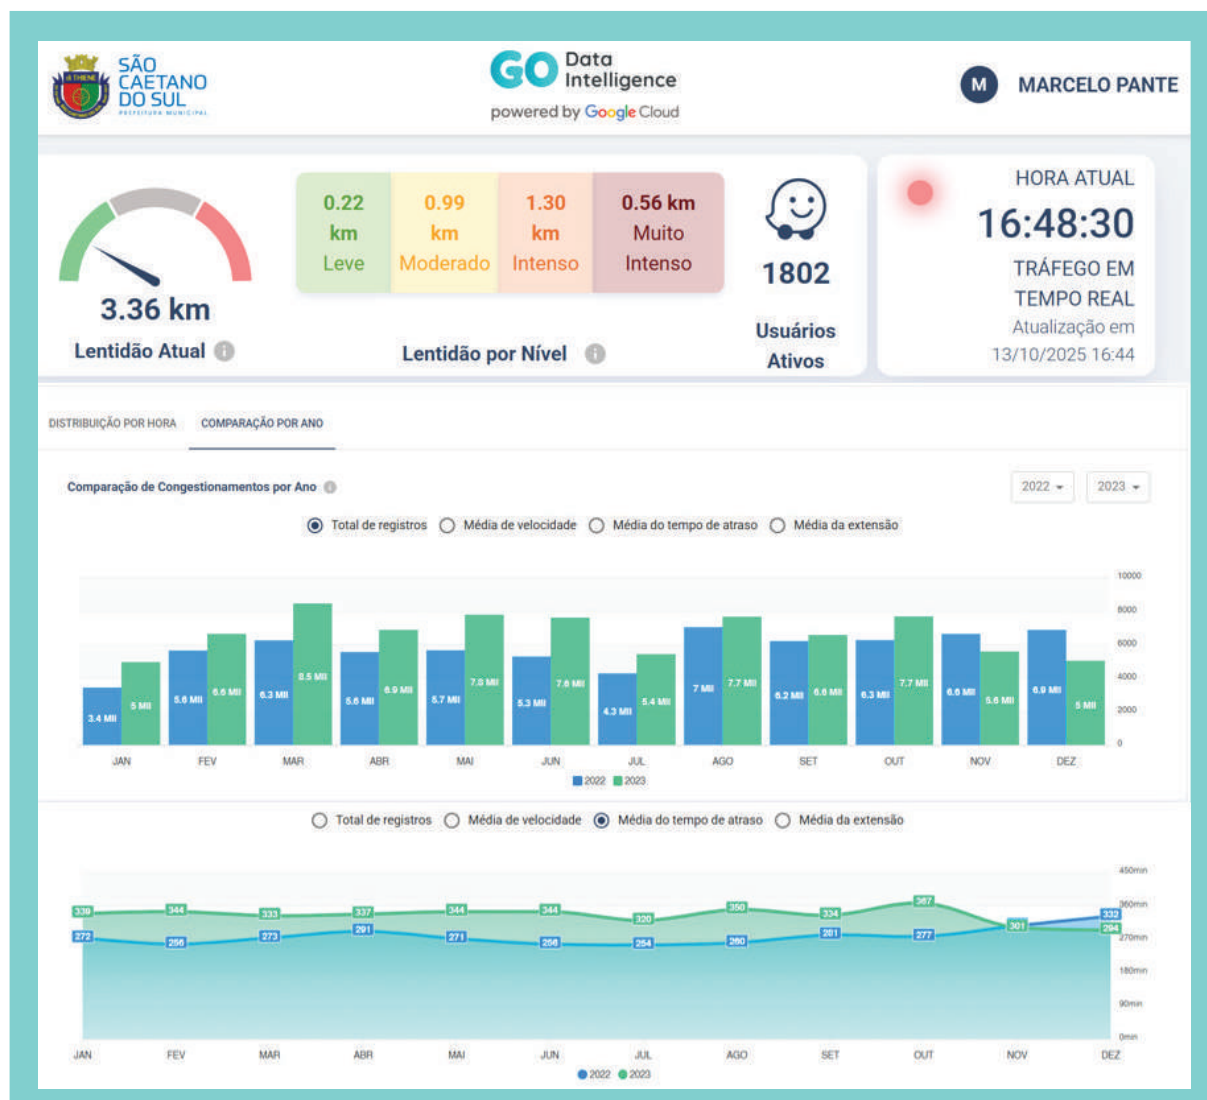 SÃO
CAETANO
DO SUL
PREFEITURA MUNICIPAL
GO Data
Intelligence
powered by Google Cloud
M MARCELO PANTE
3.36 km
Lentidão Atual
0.22
km
Leve
0.99
km
Moderado
1.30
km
Intenso
0.56 km
Muito
Intenso
Lentidão por Nível
1802
Usuários
Ativos
HORA ATUAL
16:48:30
TRÁFEGO EM
TEMPO REAL
Atualização em
13/10/2025 16:44
DISTRIBUIÇÃO POR HORA COMPARAÇÃO POR ANO
Comparação de Congestionamentos por Ano
2022 2023
Total de registros Média de velocidade Média do tempo de atraso Média da extensão
10000
8000
6000
4000
2000
0
3.4 Mil 5 Mil 5.6 Mil 6.6 Mil 6.3 Mil 8.5 Mil 5.6 Mil 6.9 Mil 5.7 Mil 7.8 Mil 5.3 Mil 7.6 Mil 4.3 Mil 5.4 Mil 7 Mil 7.7 Mil 6.2 Mil 6.6 Mil 6.3 Mil 7.7 Mil 6.6 Mil 5.6 Mil 6.9 Mil 5 Mil
JAN FEV MAR ABR MAI JUN JUL AGO SET OUT NOV DEZ
2022 2023
Total de registros Média de velocidade Média do tempo de atraso Média da extensão
450min
360min
270min
180min
90min
0min
339 344 333 337 344 344 320 350 334 367 301 294
272 256 273 291 271 256 254 260 281 277 332
JAN FEV MAR ABR MAI JUN JUL AGO SET OUT NOV DEZ
2022 2023